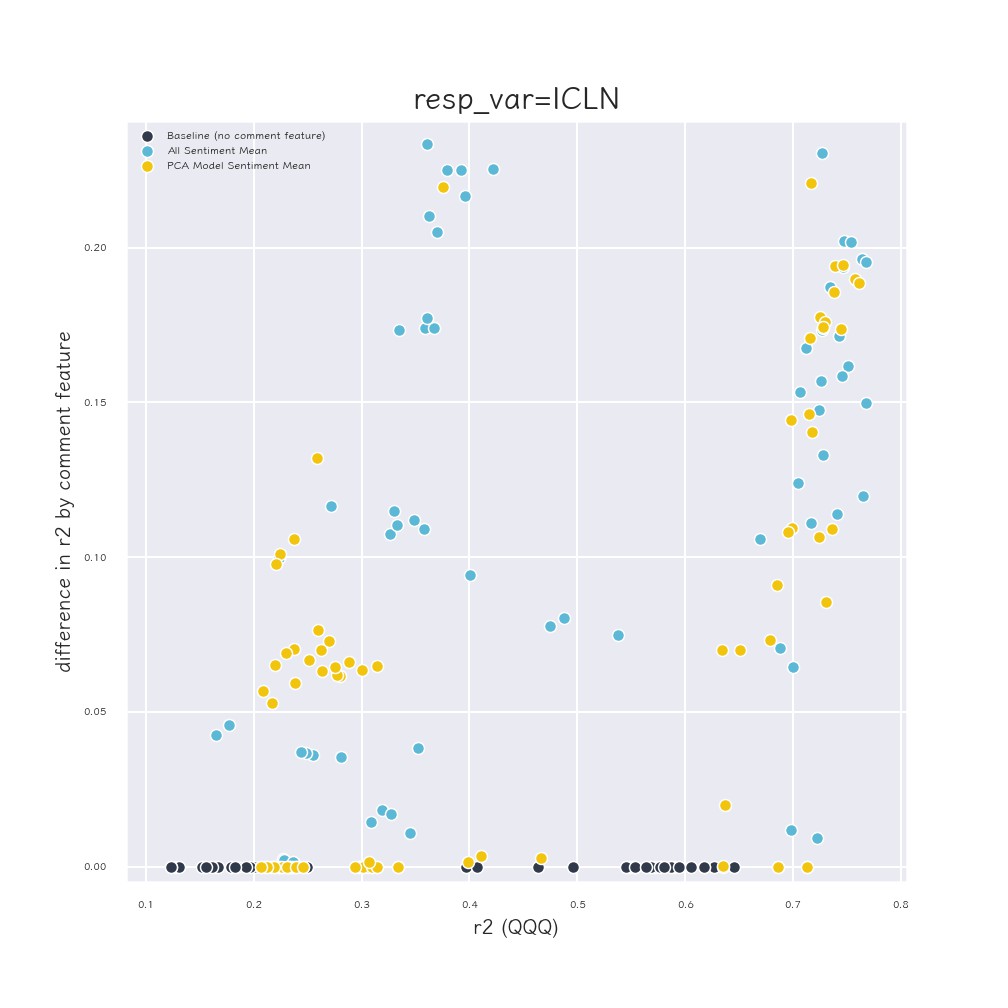 resp_var=ICLN
Baseline (no comment feature)
All Sentiment Mean
PCA Model Sentiment Mean
difference in r2 by comment feature
0.20
0.15
0.10
0.05
0.00
0.1 0.2 0.3 0.4 0.5 0.6 0.7 0.8
r2 (QQQ)